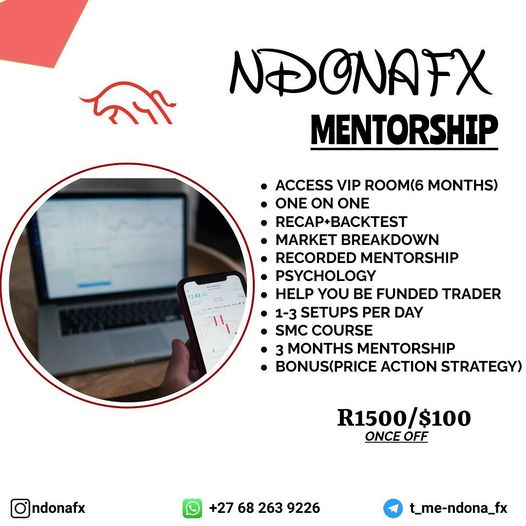 NDONAFX
MENTORSHIP
ACCESS VIP ROOM(6 MONTHS)
ONE ON ONE
RECAP+BACKTEST
MARKET BREAKDOWN
RECORDED MENTORSHIP
PSYCHOLOGY
HELP YOU BE FUNDED TRADER
1-3 SETUPS PER DAY
SMC COURSE
3 MONTHS MENTORSHIP
BONUS(PRICE ACTION STRATEGY)
R1500/$100
ONCE OFF
ndonafx
+27 68 263 9226
t_me-ndona_fx